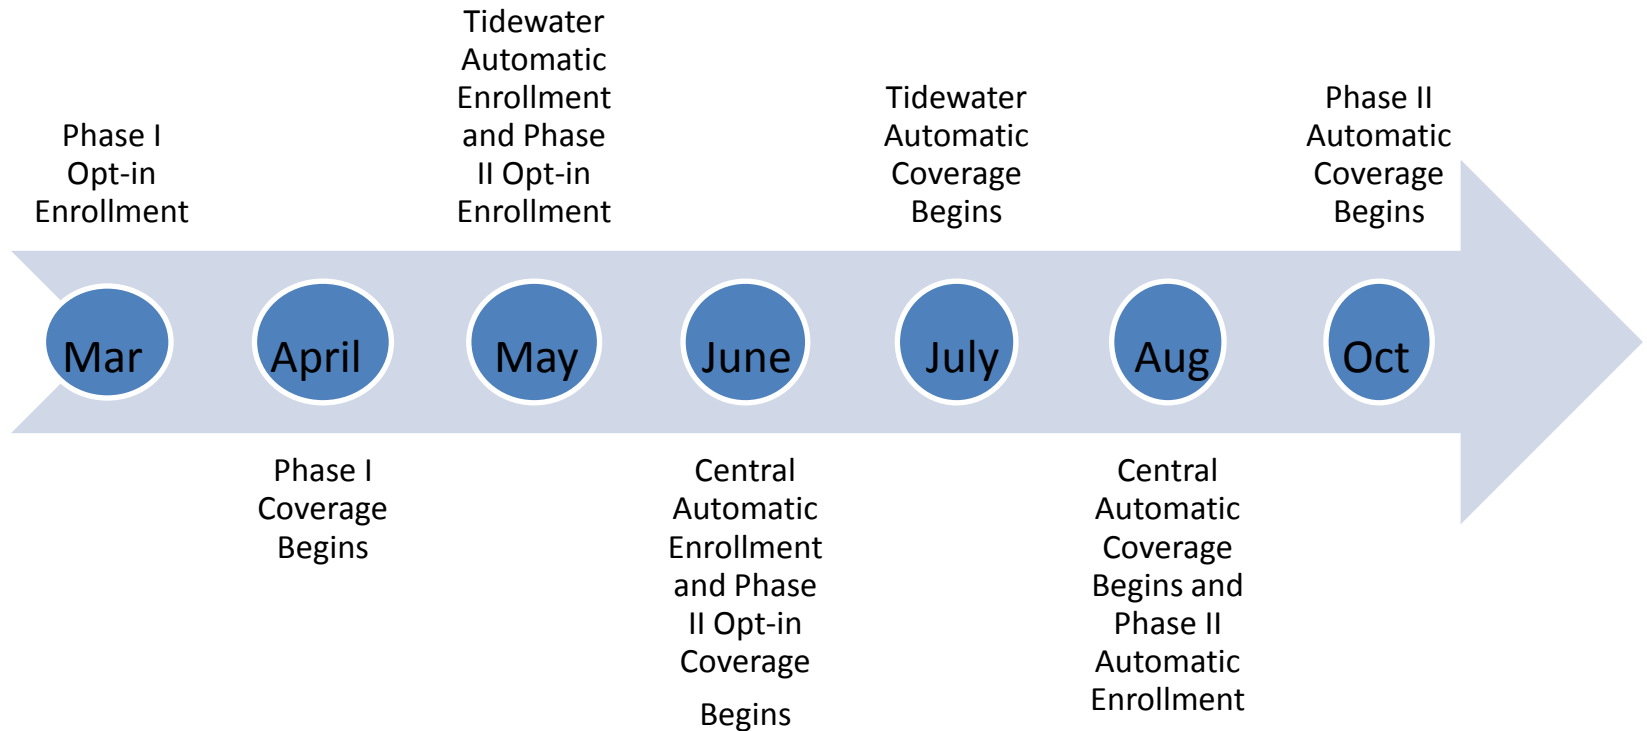 Phase I
Opt-in
Enrollment
Tidewater
Automatic
Enrollment
and Phase
II Opt-in
Enrollment
Tidewater
Automatic
Coverage
Begins
Phase II
Automatic
Coverage
Begins
Mar
April
May
June
July
Aug
Oct
Phase I
Coverage
Begins
Central
Automatic
Enrollment
and Phase
II Opt-in
Coverage
Begins
Central
Automatic
Coverage
Begins and
Phase II
Automatic
Enrollment